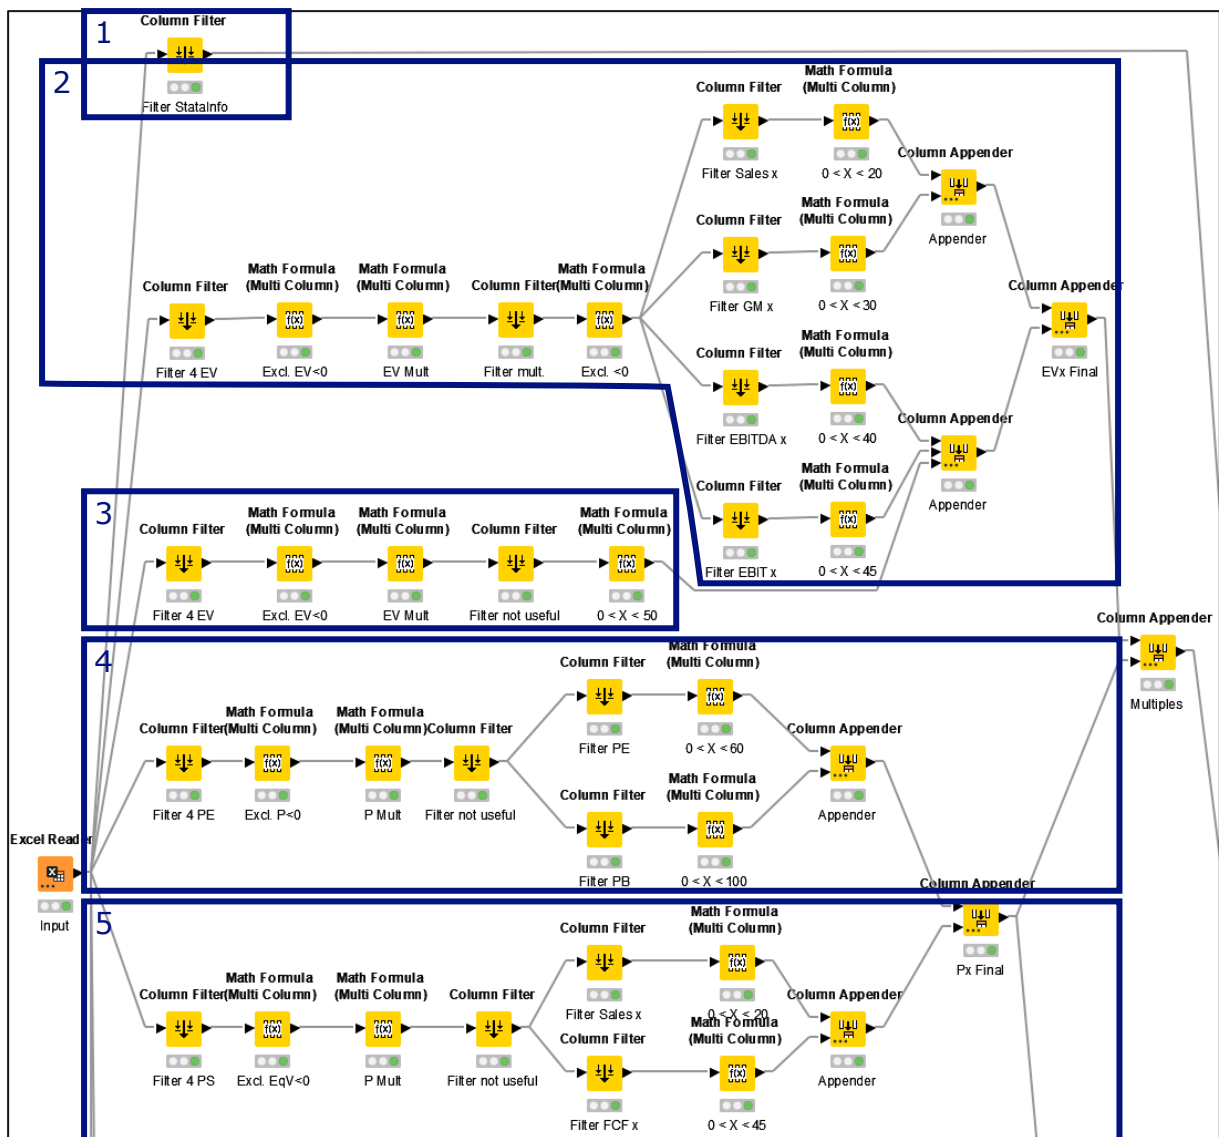 1
Column Filter
Filter StataInfo
2
Column Filter
Math Formula
(Multi Column)
Filter Sales x
0 < X < 20
Column Appender
Appender
Column Filter
Math Formula
(Multi Column)
Filter GM x
0 < X < 30
Column Filter
Math Formula
(Multi Column)
Math Formula
(Multi Column)
Column Filter
Math Formula
(Multi Column)
Filter 4 EV
Excl. EV<0
EV Mult
Filter mult.
Excl. <0
Column Appender
EVx Final
Column Filter
Math Formula
(Multi Column)
Filter EBITDA x
0 < X < 40
Column Appender
Appender
Column Filter
Math Formula
(Multi Column)
Filter EBIT x
0 < X < 45
3
Column Filter
Math Formula
(Multi Column)
Math Formula
(Multi Column)
Column Filter
Math Formula
(Multi Column)
Filter 4 EV
Excl. EV<0
EV Mult
Filter not useful
0 < X < 50
Column Appender
Multiples
4
Column Filter
Math Formula
(Multi Column)
Filter PE
0 < X < 60
Column Filter
Math Formula
(Multi Column)
Math Formula
(Multi Column)
Column Filter
Filter 4 PE
Excl. P<0
P Mult
Filter not useful
Column Appender
Appender
Column Filter
Math Formula
(Multi Column)
Filter PB
0 < X < 100
Excel Reader
Input
Column Appender
Px Final
5
Column Filter
Math Formula
(Multi Column)
Filter Sales x
0 < X < 20
Column Filter
Math Formula
(Multi Column)
Math Formula
(Multi Column)
Column Filter
Filter 4 PS
Excl. EqV<0
P Mult
Filter not useful
Column Appender
Appender
Column Filter
Math Formula
(Multi Column)
Filter FCF x
0 < X < 45